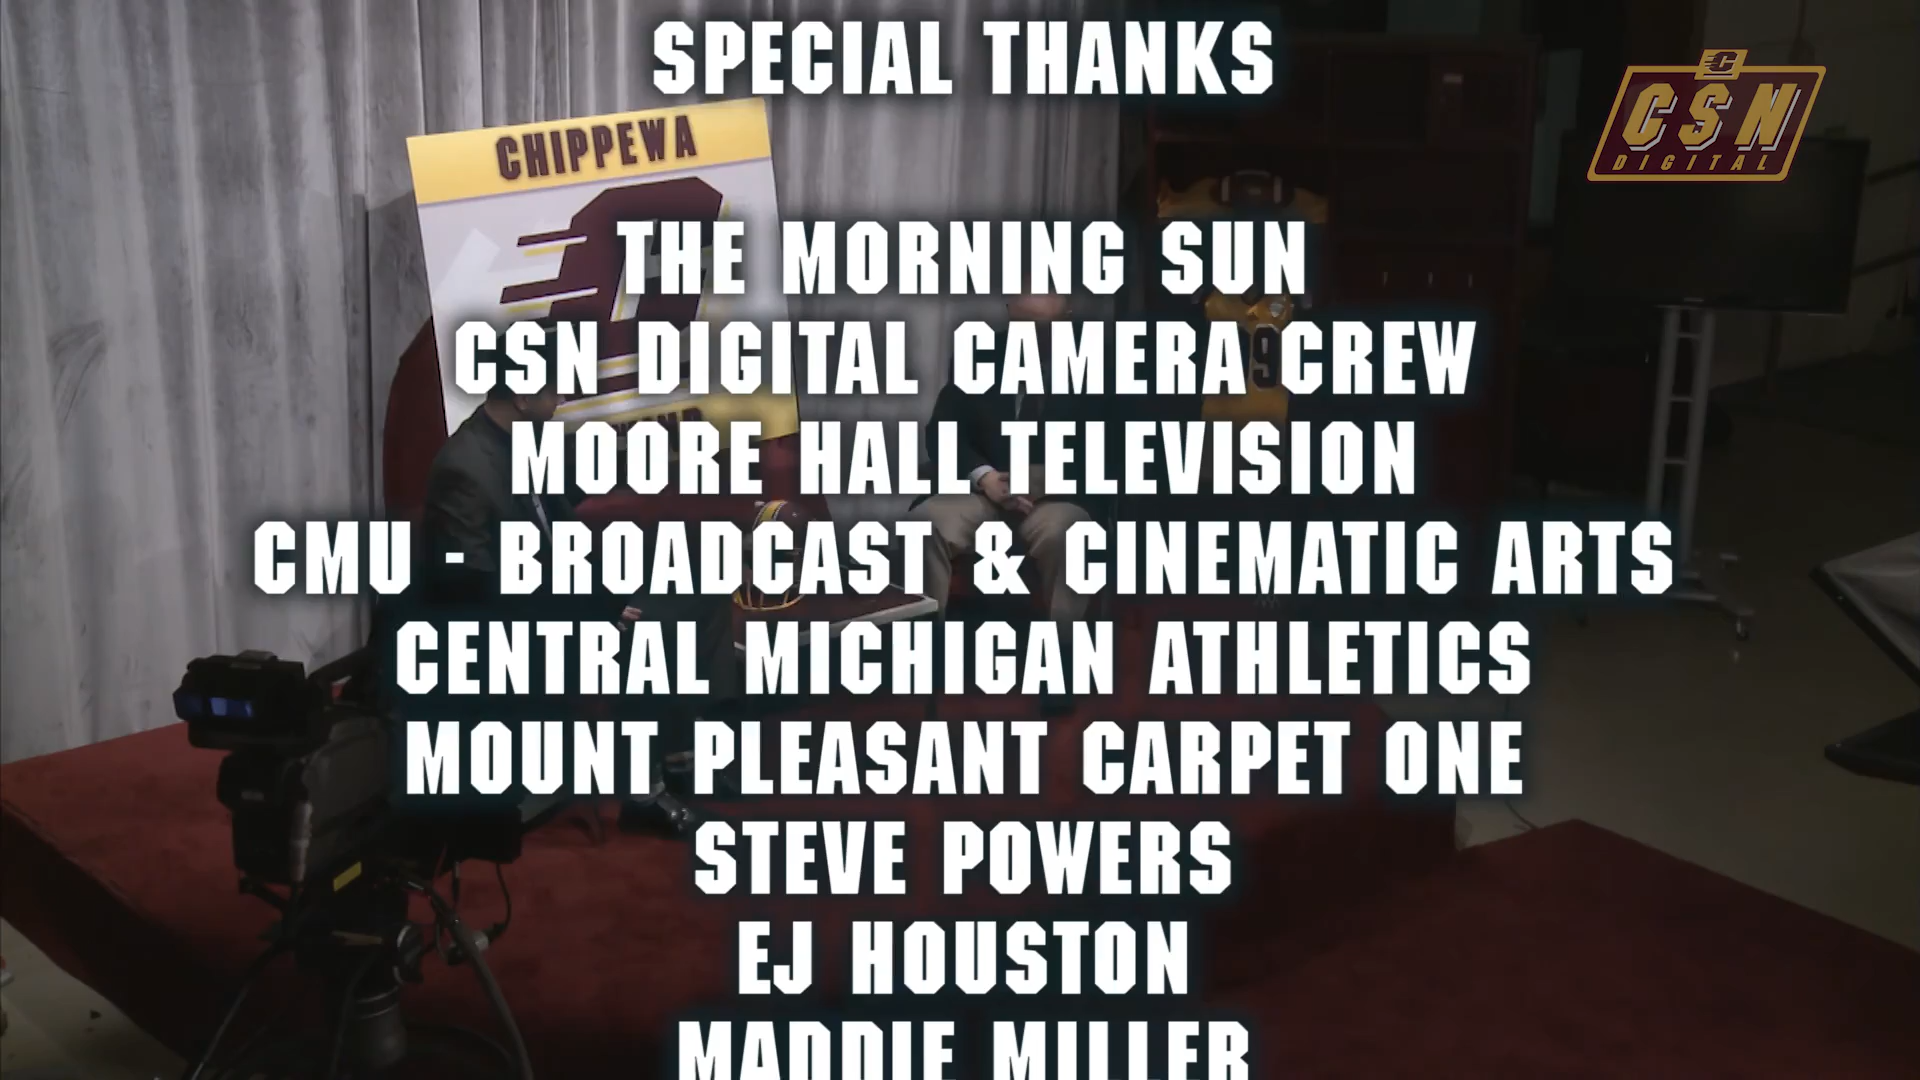 SPECIAL THANKS
CSN
DIGITAL
CHIPPEWA
THE MORNING SUN
CSN DIGITAL CAMERA CREW
9
MOORE HALL TELEVISION
CMU - BROADCAST & CINEMATIC ARTS
CENTRAL MICHIGAN ATHLETICS
MOUNT PLEASANT CARPET ONE
STEVE POWERS
EJ HOUSTON
MADDIE MILLER